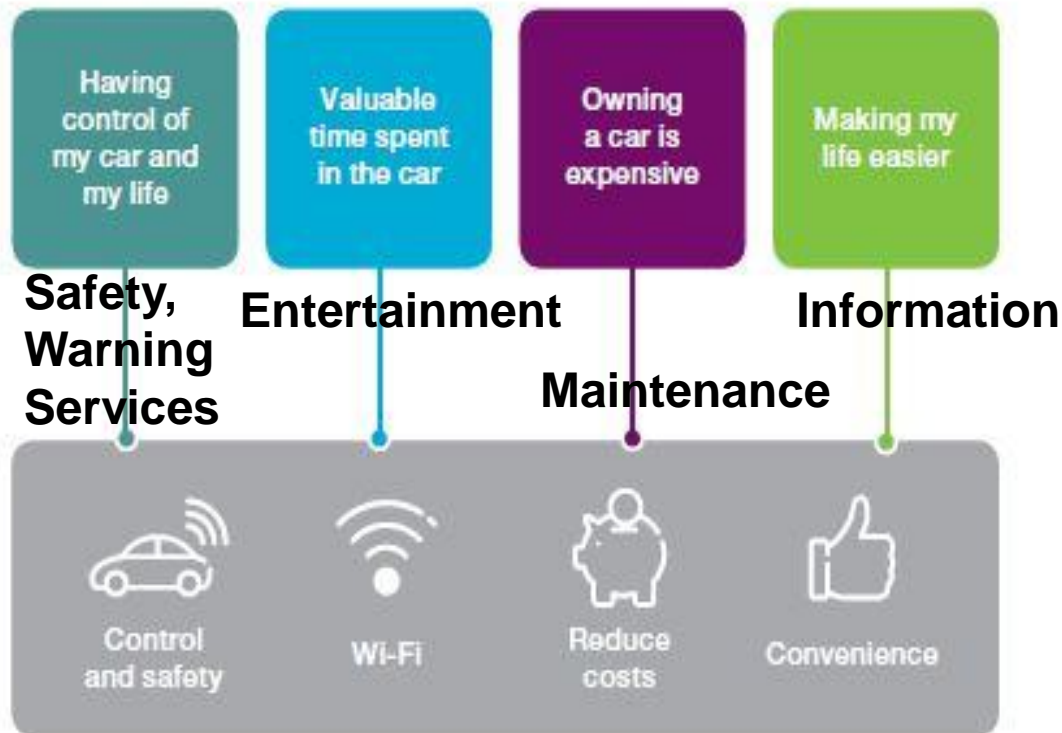 Having
control of
my car and
my life
Valuable
time spent
in the car
Owning
a car is
expensive
Making my
life easier
Safety,
Warning
Services
Entertainment
Maintenance
Information
Control
and safety
Wi-Fi
Reduce
costs
Convenience